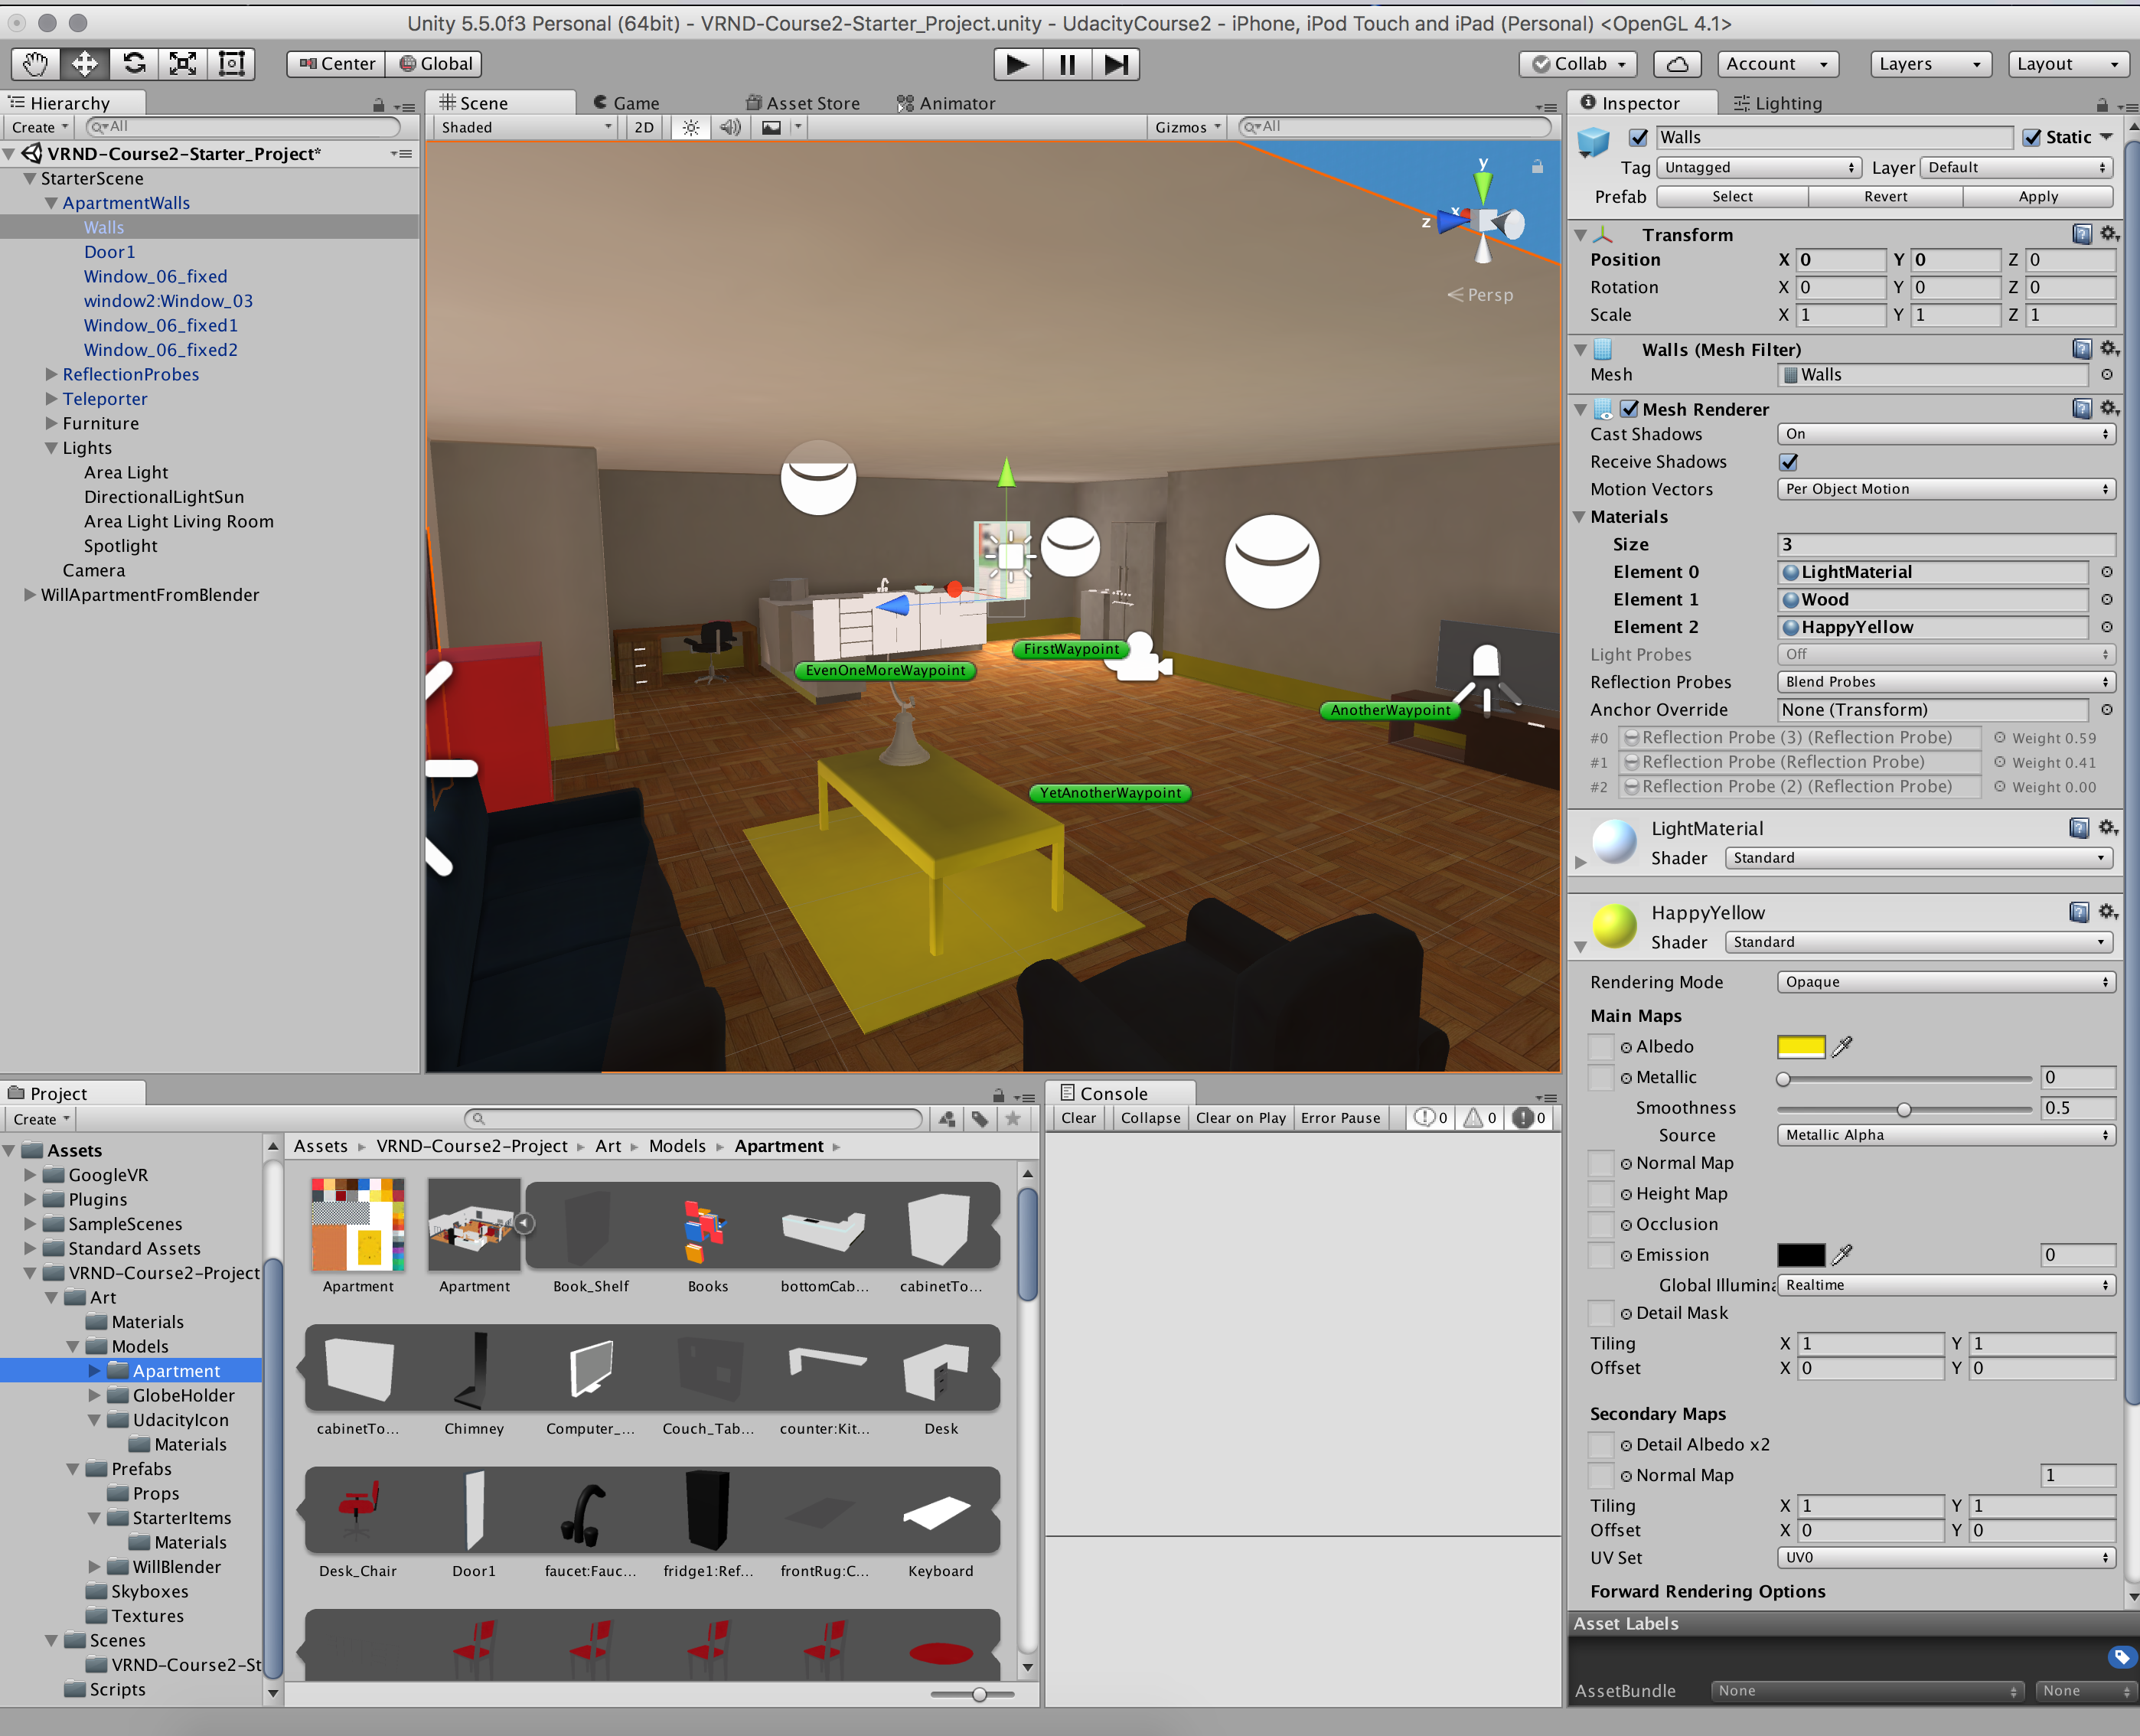 Unity 5.5.0f3 Personal (64bit) - VRND-Course2-Starter_Project.unity - UdacityCourse2 - iPhone, iPod Touch and iPad (Personal) <OpenGL 4.1>
Center Global Collab Account Layers Layout
Hierarchy
Create All
VRND-Course2-Starter_Project*
StarterScene
ApartmentWalls
Walls
Door1
Window_06_fixed
window2:Window_03
Window_06_fixed1
Window_06_fixed2
ReflectionProbes
Teleporter
Furniture
Lights
Area Light
DirectionalLightSun
Area Light Living Room
Spotlight
Camera
WillApartmentFromBlender
Scene Game Asset Store Animator
Shaded 2D Gizmos All
y
x
z
Persp
FirstWaypoint
EvenOneMoreWaypoint
AnotherWaypoint
YetAnotherWaypoint
Inspector Lighting
Walls Static
Tag Untagged Layer Default
Prefab Select Revert Apply
Transform
Position X 0 Y 0 Z 0
Rotation X 0 Y 0 Z 0
Scale X 1 Y 1 Z 1
Walls (Mesh Filter)
Mesh Walls
Mesh Renderer
Cast Shadows On
Receive Shadows
Motion Vectors Per Object Motion
Materials
Size 3
Element 0 LightMaterial
Element 1 Wood
Element 2 HappyYellow
Light Probes Off
Reflection Probes Blend Probes
Anchor Override None (Transform)
#0 Reflection Probe (3) (Reflection Probe) Weight 0.59
#1 Reflection Probe (Reflection Probe) Weight 0.41
#2 Reflection Probe (2) (Reflection Probe) Weight 0.00
LightMaterial
Shader Standard
HappyYellow
Shader Standard
Rendering Mode Opaque
Main Maps
Albedo
Metallic 0
Smoothness 0.5
Source Metallic Alpha
Normal Map
Height Map
Occlusion
Emission 0
Global Illumina Realtime
Detail Mask
Tiling X 1 Y 1
Offset X 0 Y 0
Secondary Maps
Detail Albedo x2
Normal Map 1
Tiling X 1 Y 1
Offset X 0 Y 0
UV Set UV0
Forward Rendering Options
Asset Labels
AssetBundle None None
Project
Create
Assets
GoogleVR
Plugins
SampleScenes
Standard Assets
VRND-Course2-Project
Art
Materials
Models
Apartment
GlobeHolder
UdacityIcon
Materials
Prefabs
Props
StarterItems
Materials
WillBlender
Skyboxes
Textures
Scenes
VRND-Course2-St
Scripts
Assets VRND-Course2-Project Art Models Apartment
Apartment Apartment Book_Shelf Books bottomCab... cabinetTo...
cabinetTo... Chimney Computer_... Couch_Tab... counter:Kit... Desk
Desk_Chair Door1 faucet:Fauc... fridge1:Ref... frontRug:C... Keyboard
Console
Clear Collapse Clear on Play Error Pause 0 0 0